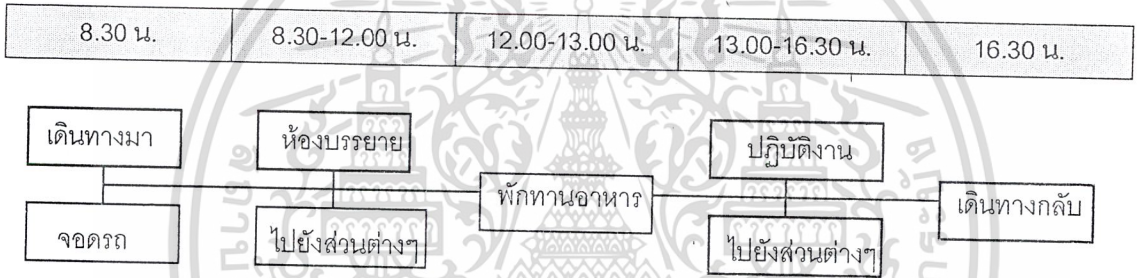 8.30 น. 8.30-12.00 น. 12.00-13.00 น. 13.00-16.30 น. 16.30 น.
เดินทางมา ห้องบรรยาย ปฏิบัติงาน
พักทานอาหาร เดินทางกลับ
จอดรถ ไปยังส่วนต่างๆ ไปยังส่วนต่างๆ